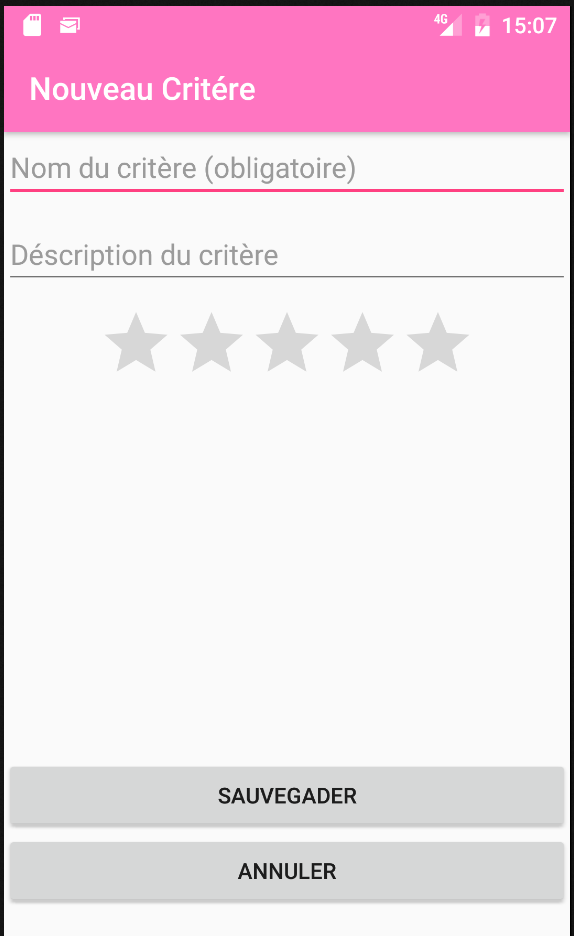 4G 15:07
Nouveau Critére
Nom du critère (obligatoire)
Déscription du critère
SAUVEGADER
ANNULER